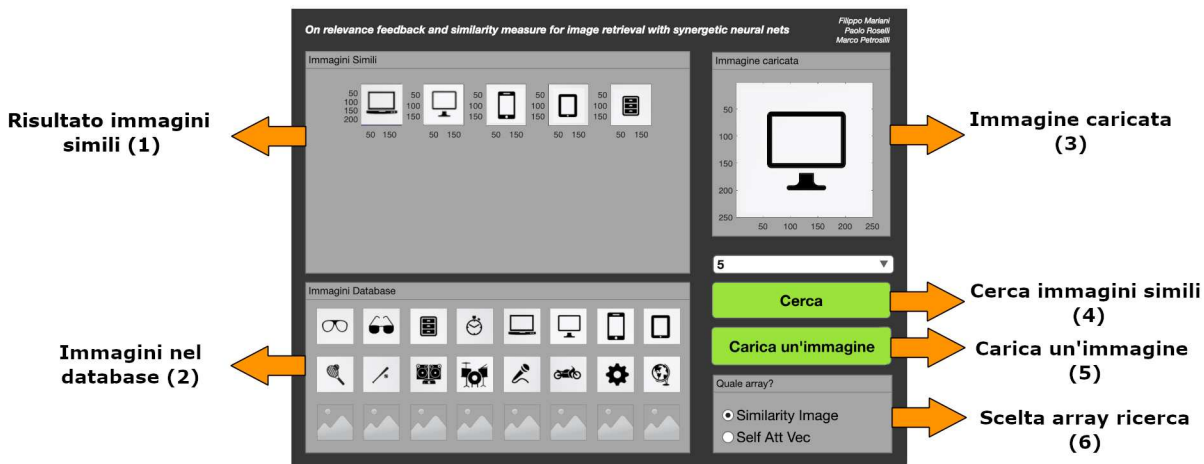 On relevance feedback and similarity measure for image retrieval with synergetic neural nets
Filippo Mariani
Paolo Roselli
Marco Petrosilli
Immagini Simili
50
100
150
200
50 150
50
100
150
50 150
50
100
150
50 150
50
100
150
50 150
50
100
150
50 150
Risultato immagini
simili (1)
Immagine caricata
50
100
150
200
250
50 100 150 200 250
Immagine caricata
(3)
5
Cerca
Cerca immagini simili
(4)
Carica un'immagine
Carica un'immagine
(5)
Immagini Database
Immagini nel
database (2)
Quale array?
Similarity Image
Self Att Vec
Scelta array ricerca
(6)